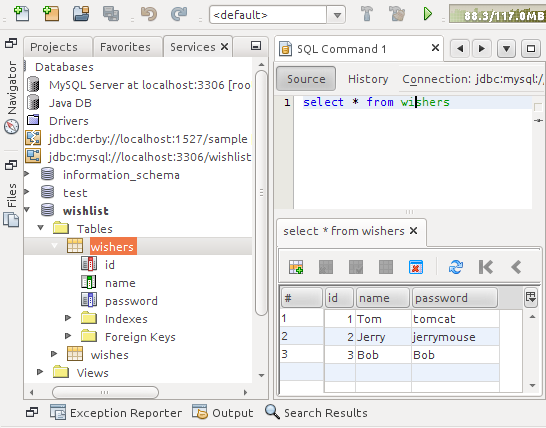 <default>
88.3/117.0MB
Projects
Favorites
Services
Navigator
Files
Databases
MySQL Server at localhost:3306 [roo
Java DB
Drivers
jdbc:derby://localhost:1527/sample
jdbc:mysql://localhost:3306/wishlist
information_schema
test
wishlist
Tables
wishers
id
name
password
Indexes
Foreign Keys
wishes
Views
SQL Command 1
Source History Connection: jdbc:mysql:/
1 select * from wishers
select * from wishers
# id name password
1 1 Tom tomcat
2 2 Jerry jerrymouse
3 3 Bob Bob
Exception Reporter Output Search Results